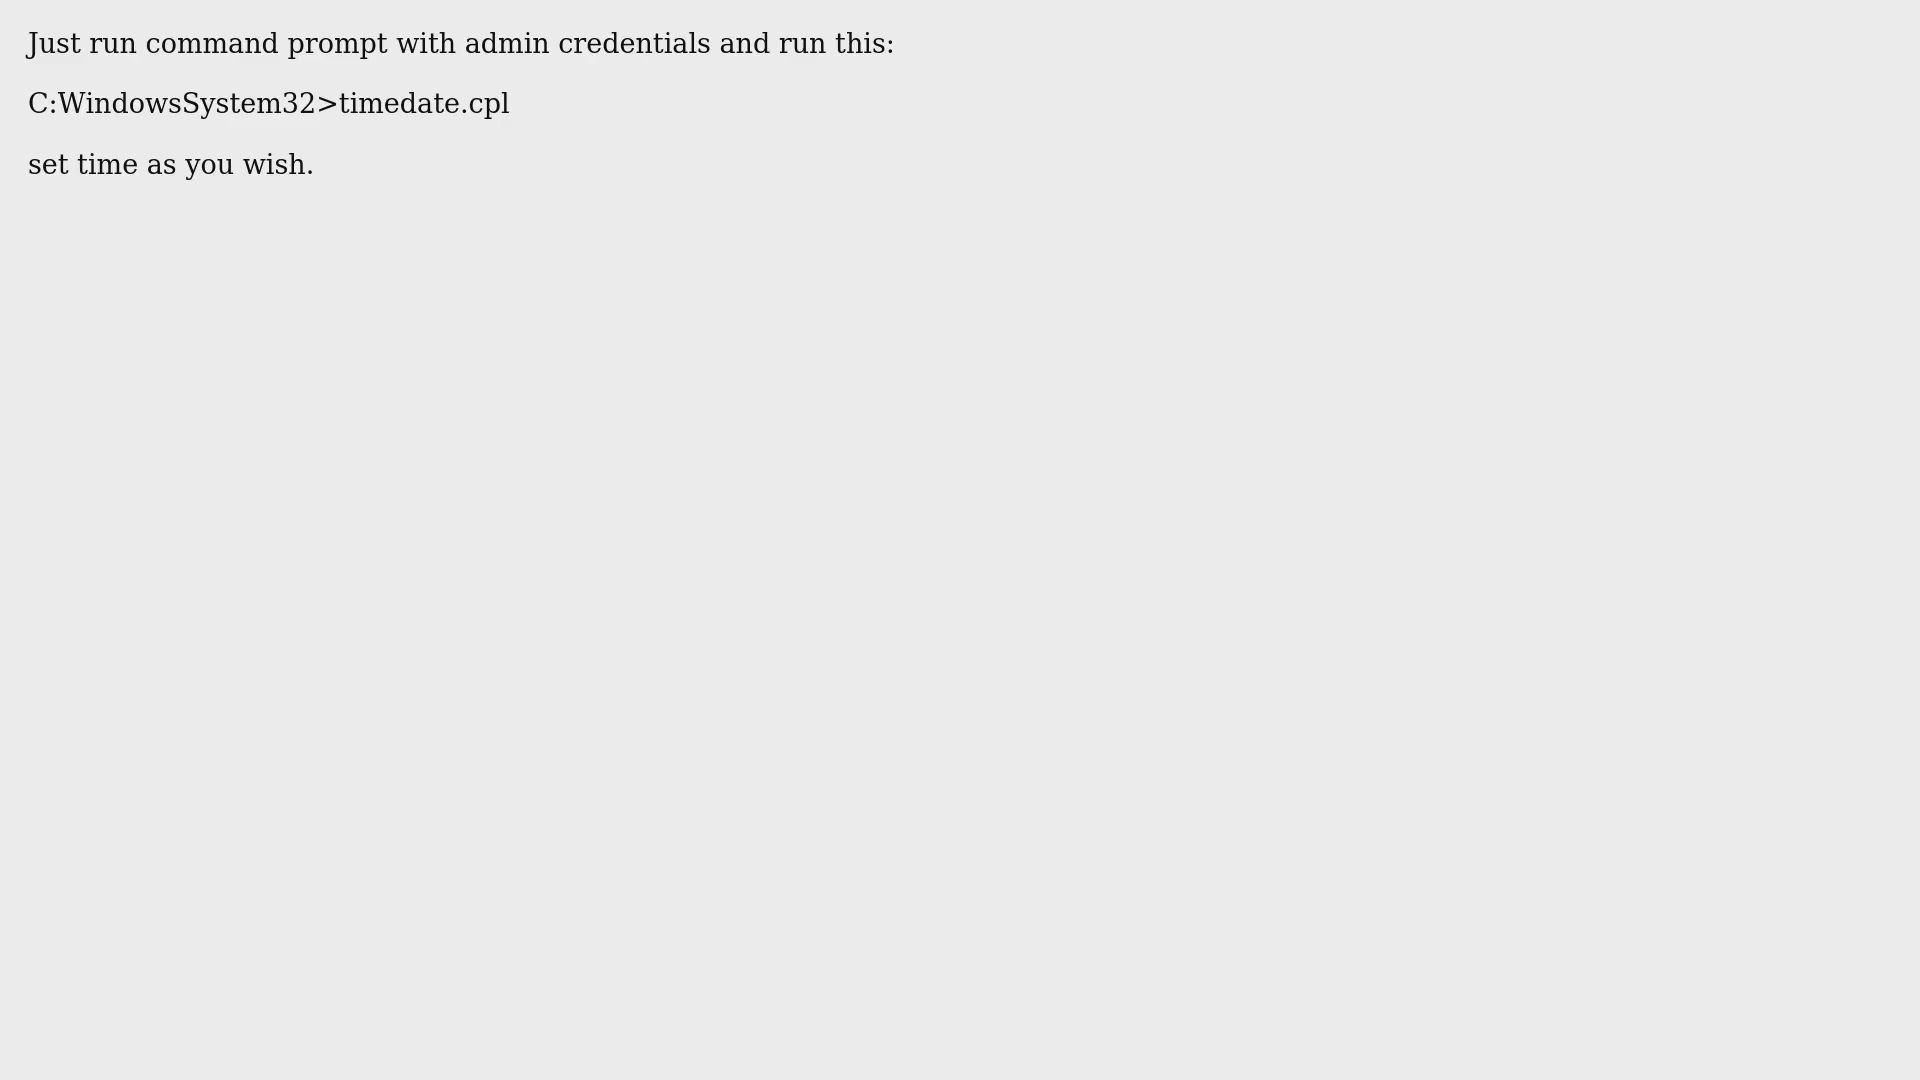 Just run command prompt with admin credentials and run this:
C:WindowsSystem32>timedate.cpl
set time as you wish.